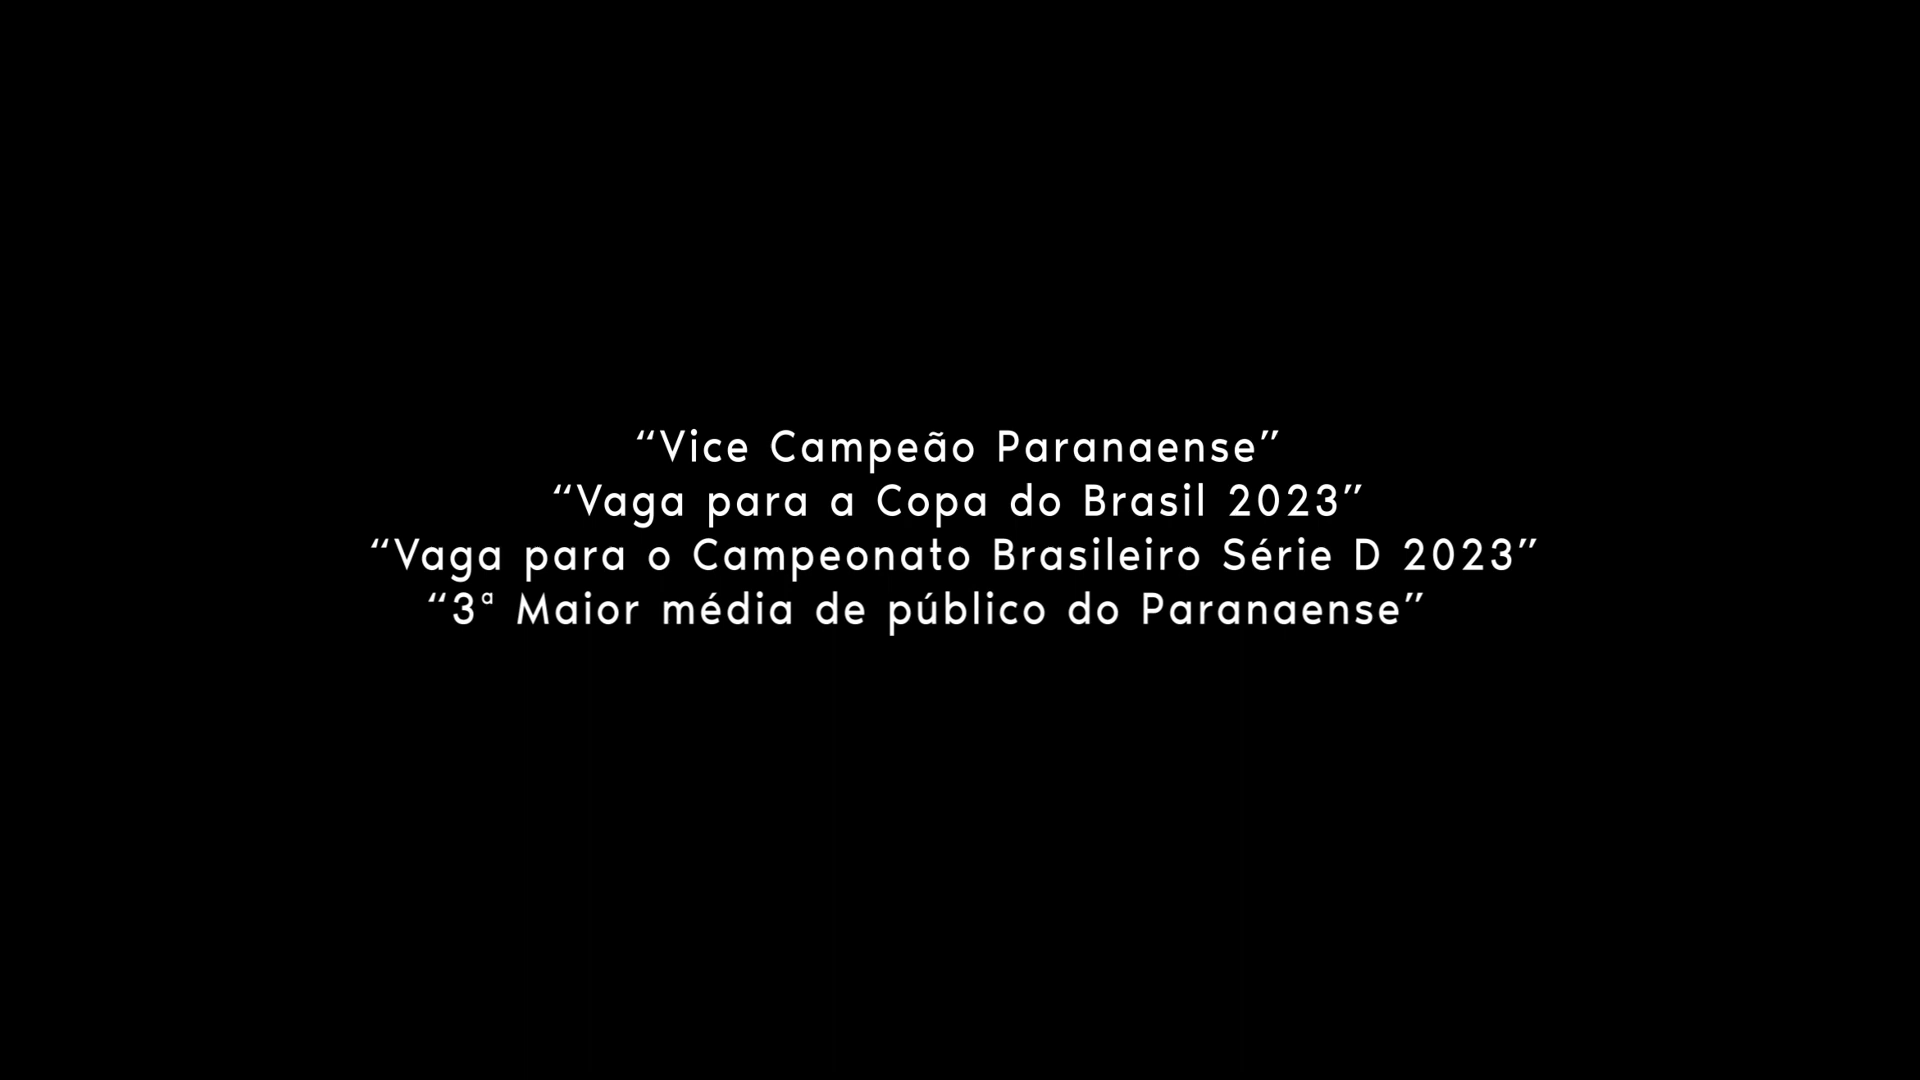 “Vice Campeão Paranaense”
“Vaga para a Copa do Brasil 2023”
“Vaga para o Campeonato Brasileiro Série D 2023”
“3ª Maior média de público do Paranaense”